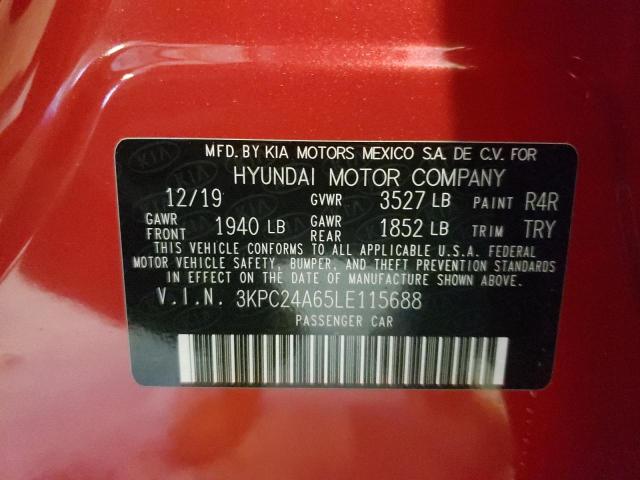 MFD. BY KIA MOTORS MEXICO S.A. DE C.V. FOR
HYUNDAI MOTOR COMPANY
12/19 GVWR 3527 LB PAINT R4R
GAWR FRONT 1940 LB GAWR REAR 1852 LB TRIM TRY
THIS VEHICLE CONFORMS TO ALL APPLICABLE U.S.A. FEDERAL
MOTOR VEHICLE SAFETY, BUMPER, AND THEFT PREVENTION STANDARDS
IN EFFECT ON THE DATE OF MANUFACTURE SHOWN ABOVE.
V.I.N. 3KPC24A65LE115688
PASSENGER CAR